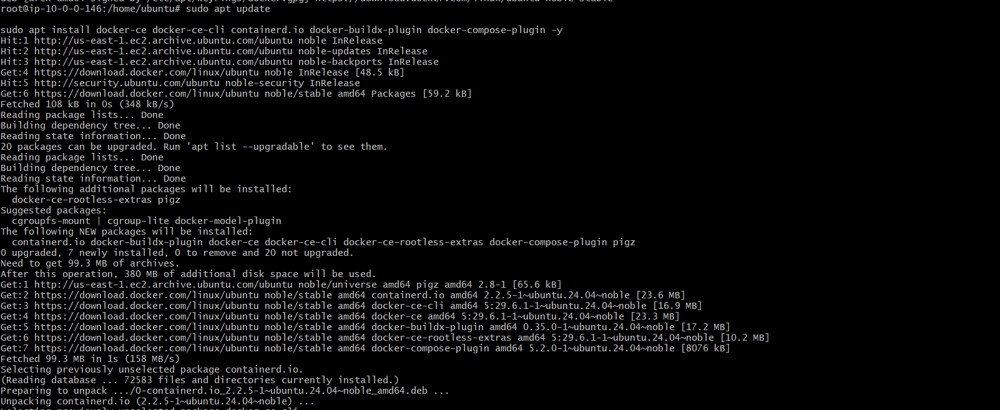 root@ip-10-0-0-146:/home/ubuntu# sudo apt update
sudo apt install docker-ce docker-ce-cli containerd.io docker-buildx-plugin docker-compose-plugin -y
Hit:1 http://us-east-1.ec2.archive.ubuntu.com/ubuntu noble InRelease
Hit:2 http://us-east-1.ec2.archive.ubuntu.com/ubuntu noble-updates InRelease
Hit:3 http://us-east-1.ec2.archive.ubuntu.com/ubuntu noble-backports InRelease
Get:4 https://download.docker.com/linux/ubuntu noble InRelease [48.5 kB]
Hit:5 http://security.ubuntu.com/ubuntu noble-security InRelease
Get:6 https://download.docker.com/linux/ubuntu noble/stable amd64 Packages [59.2 kB]
Fetched 108 kB in 0s (348 kB/s)
Reading package lists... Done
Building dependency tree... Done
Reading state information... Done
20 packages can be upgraded. Run 'apt list --upgradable' to see them.
Reading package lists... Done
Building dependency tree... Done
Reading state information... Done
The following additional packages will be installed:
  docker-ce-rootless-extras pigz
Suggested packages:
  cgroupfs-mount | cgroup-lite docker-model-plugin
The following NEW packages will be installed:
  containerd.io docker-buildx-plugin docker-ce docker-ce-cli docker-ce-rootless-extras docker-compose-plugin pigz
0 upgraded, 7 newly installed, 0 to remove and 20 not upgraded.
Need to get 99.3 MB of archives.
After this operation, 380 MB of additional disk space will be used.
Get:1 http://us-east-1.ec2.archive.ubuntu.com/ubuntu noble/universe amd64 pigz amd64 2.8-1 [65.6 kB]
Get:2 https://download.docker.com/linux/ubuntu noble/stable amd64 containerd.io amd64 2.2.5-1~ubuntu.24.04~noble [23.6 MB]
Get:3 https://download.docker.com/linux/ubuntu noble/stable amd64 docker-ce-cli amd64 5:29.6.1-1~ubuntu.24.04~noble [16.9 MB]
Get:4 https://download.docker.com/linux/ubuntu noble/stable amd64 docker-ce amd64 5:29.6.1-1~ubuntu.24.04~noble [23.3 MB]
Get:5 https://download.docker.com/linux/ubuntu noble/stable amd64 docker-buildx-plugin amd64 0.35.0-1~ubuntu.24.04~noble [17.2 MB]
Get:6 https://download.docker.com/linux/ubuntu noble/stable amd64 docker-ce-rootless-extras amd64 5:29.6.1-1~ubuntu.24.04~noble [10.2 MB]
Get:7 https://download.docker.com/linux/ubuntu noble/stable amd64 docker-compose-plugin amd64 5.2.0-1~ubuntu.24.04~noble [8076 kB]
Fetched 99.3 MB in 1s (158 MB/s)
Selecting previously unselected package containerd.io.
(Reading database ... 72583 files and directories currently installed.)
Preparing to unpack .../0-containerd.io_2.2.5-1~ubuntu.24.04~noble_amd64.deb ...
Unpacking containerd.io (2.2.5-1~ubuntu.24.04~noble) ...